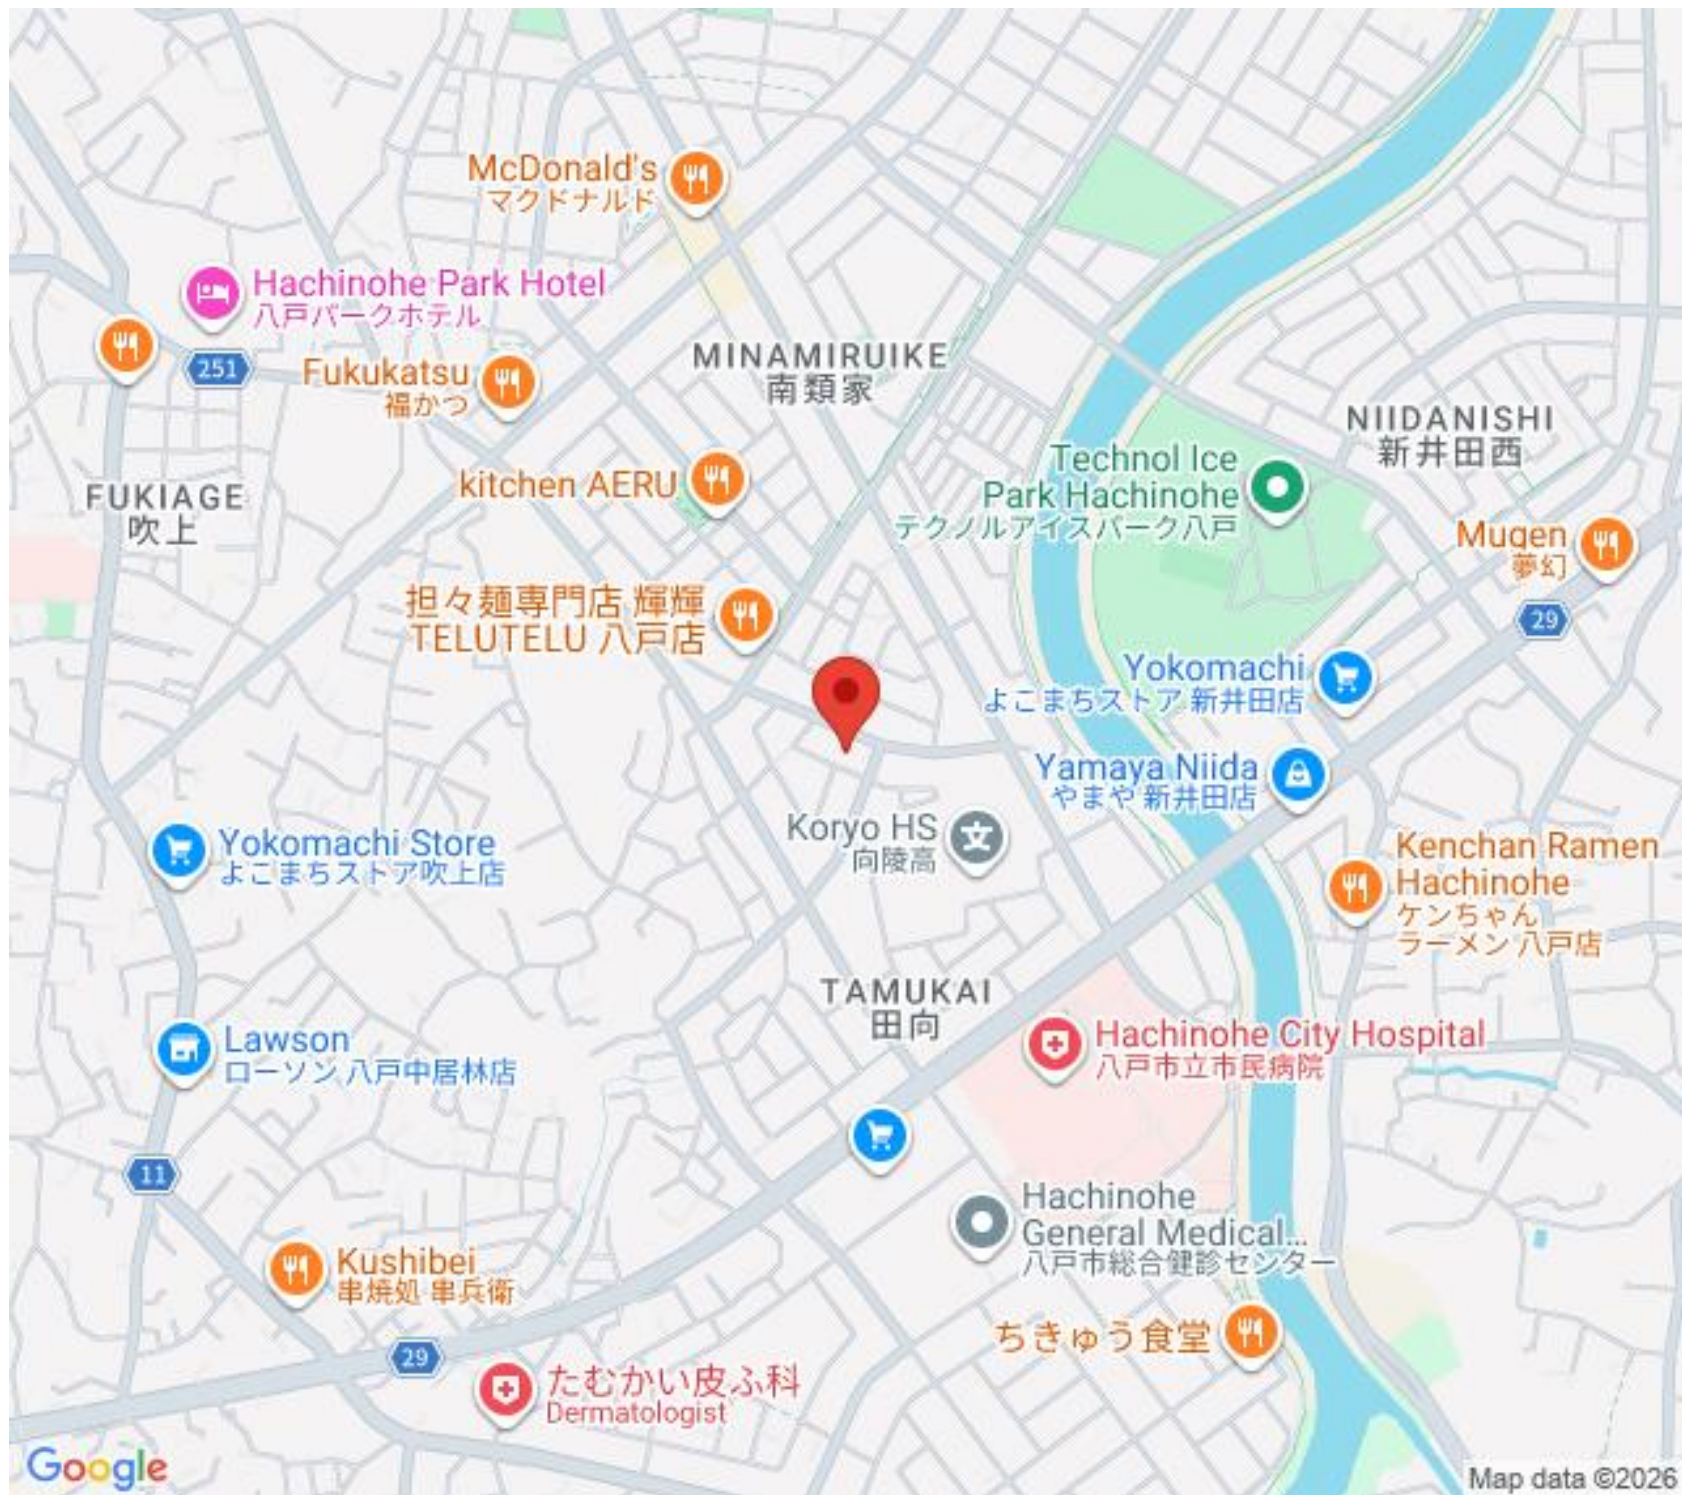 McDonald's
マクドナルド
Hachinohe Park Hotel
八戸パークホテル
251
Fukukatsu
福かつ
MINAMIRUIKE
南類家
NIIDANISHI
新井田西
kitchen AERU
Technol Ice
Park Hachinohe
テクノルアイスパーク八戸
FUKIAGE
吹上
Mugen
夢幻
担々麺専門店 輝輝
TELUTELU 八戸店
29
Yokomachi
よこまちストア 新井田店
Yamaya Niida
やまや 新井田店
Koryo HS
向陵高
Yokomachi Store
よこまちストア吹上店
Kenchan Ramen
Hachinohe
ケンちゃん
ラーメン 八戸店
TAMUKAI
田向
Lawson
ローソン 八戸中居林店
Hachinohe City Hospital
八戸市立市民病院
11
Hachinohe
General Medical...
八戸市総合健診センター
Kushibei
串焼処 串兵衛
ちきゅう食堂
29
たむかい皮ふ科
Dermatologist
Google
Map data ©2026